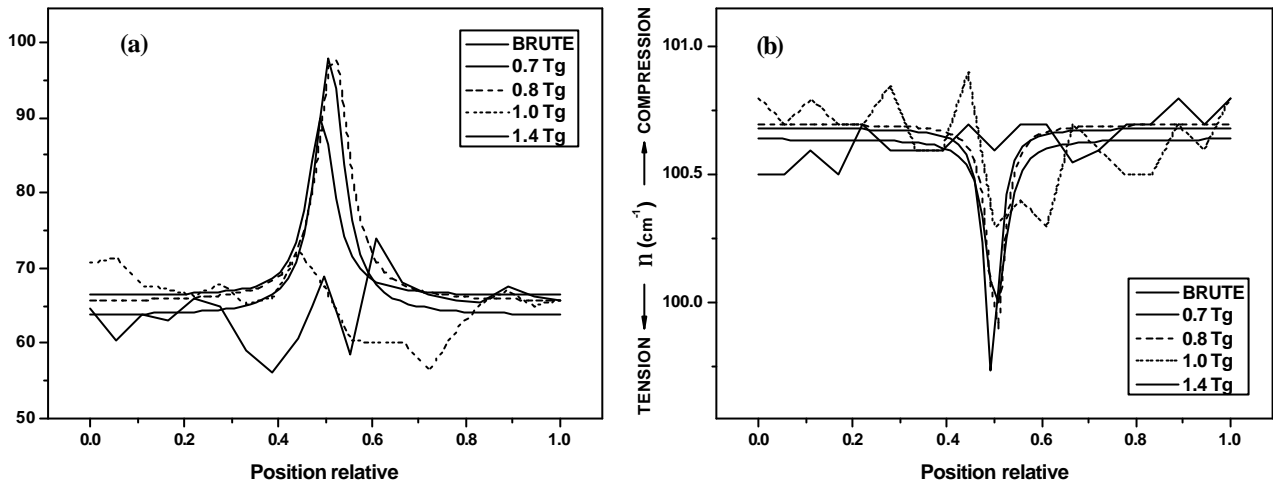 (a)
BRUTE
0.7 Tg
0.8 Tg
1.0 Tg
1.4 Tg
100
90
80
70
60
50
0.0 0.2 0.4 0.6 0.8 1.0
Position relative
(b)
BRUTE
0.7 Tg
0.8 Tg
1.0 Tg
1.4 Tg
101.0
100.5
100.0
TENSION ← n (cm⁻¹) → COMPRESSION
0.0 0.2 0.4 0.6 0.8 1.0
Position relative